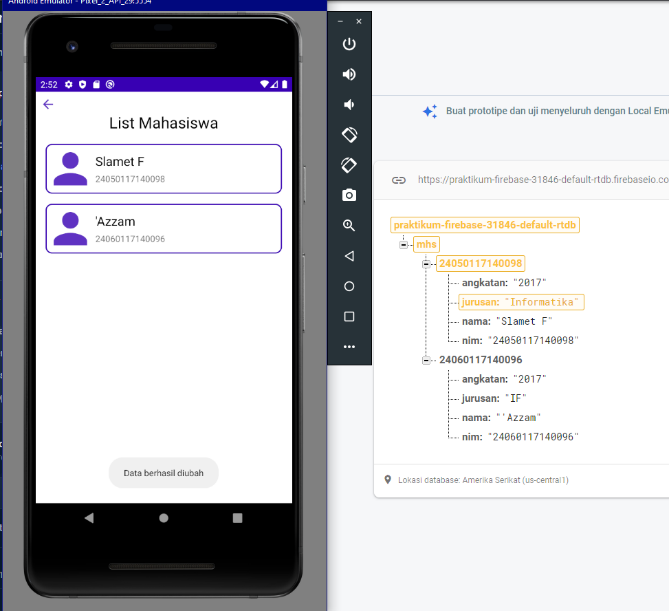 Android Emulator - Pixel_2_API_29:5554
2:52
List Mahasiswa
Slamet F
24050117140098
'Azzam
24060117140096
Data berhasil diubah
Buat prototipe dan uji menyeluruh dengan Local Emu
https://praktikum-firebase-31846-default-rtdb.firebaseio.co
praktikum-firebase-31846-default-rtdb
mhs
24050117140098
angkatan: "2017"
jurusan: "Informatika"
nama: "Slamet F"
nim: "24050117140098"
24060117140096
angkatan: "2017"
jurusan: "IF"
nama: "'Azzam"
nim: "24060117140096"
Lokasi database: Amerika Serikat (us-central1)